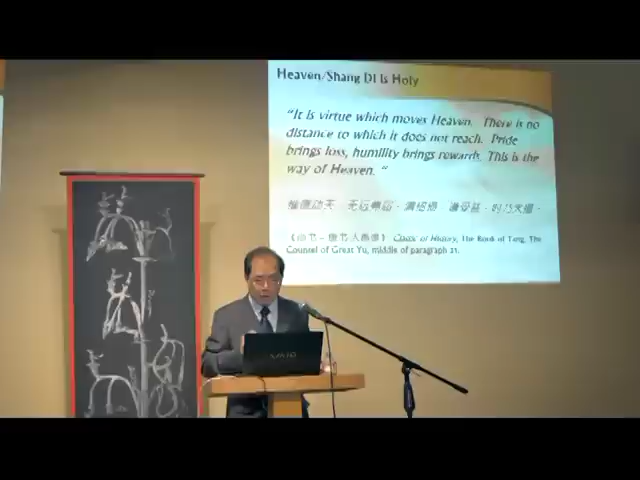 Heaven/Shang Di is Holy
"It is virtue which moves Heaven. There is no
distance to which it does not reach. Pride
brings loss, humility brings rewards. This is the
way of Heaven. "
Classic of History, The Book of Tang, The
Counsel of Great Yu, middis of paragraph 21.
VAIO